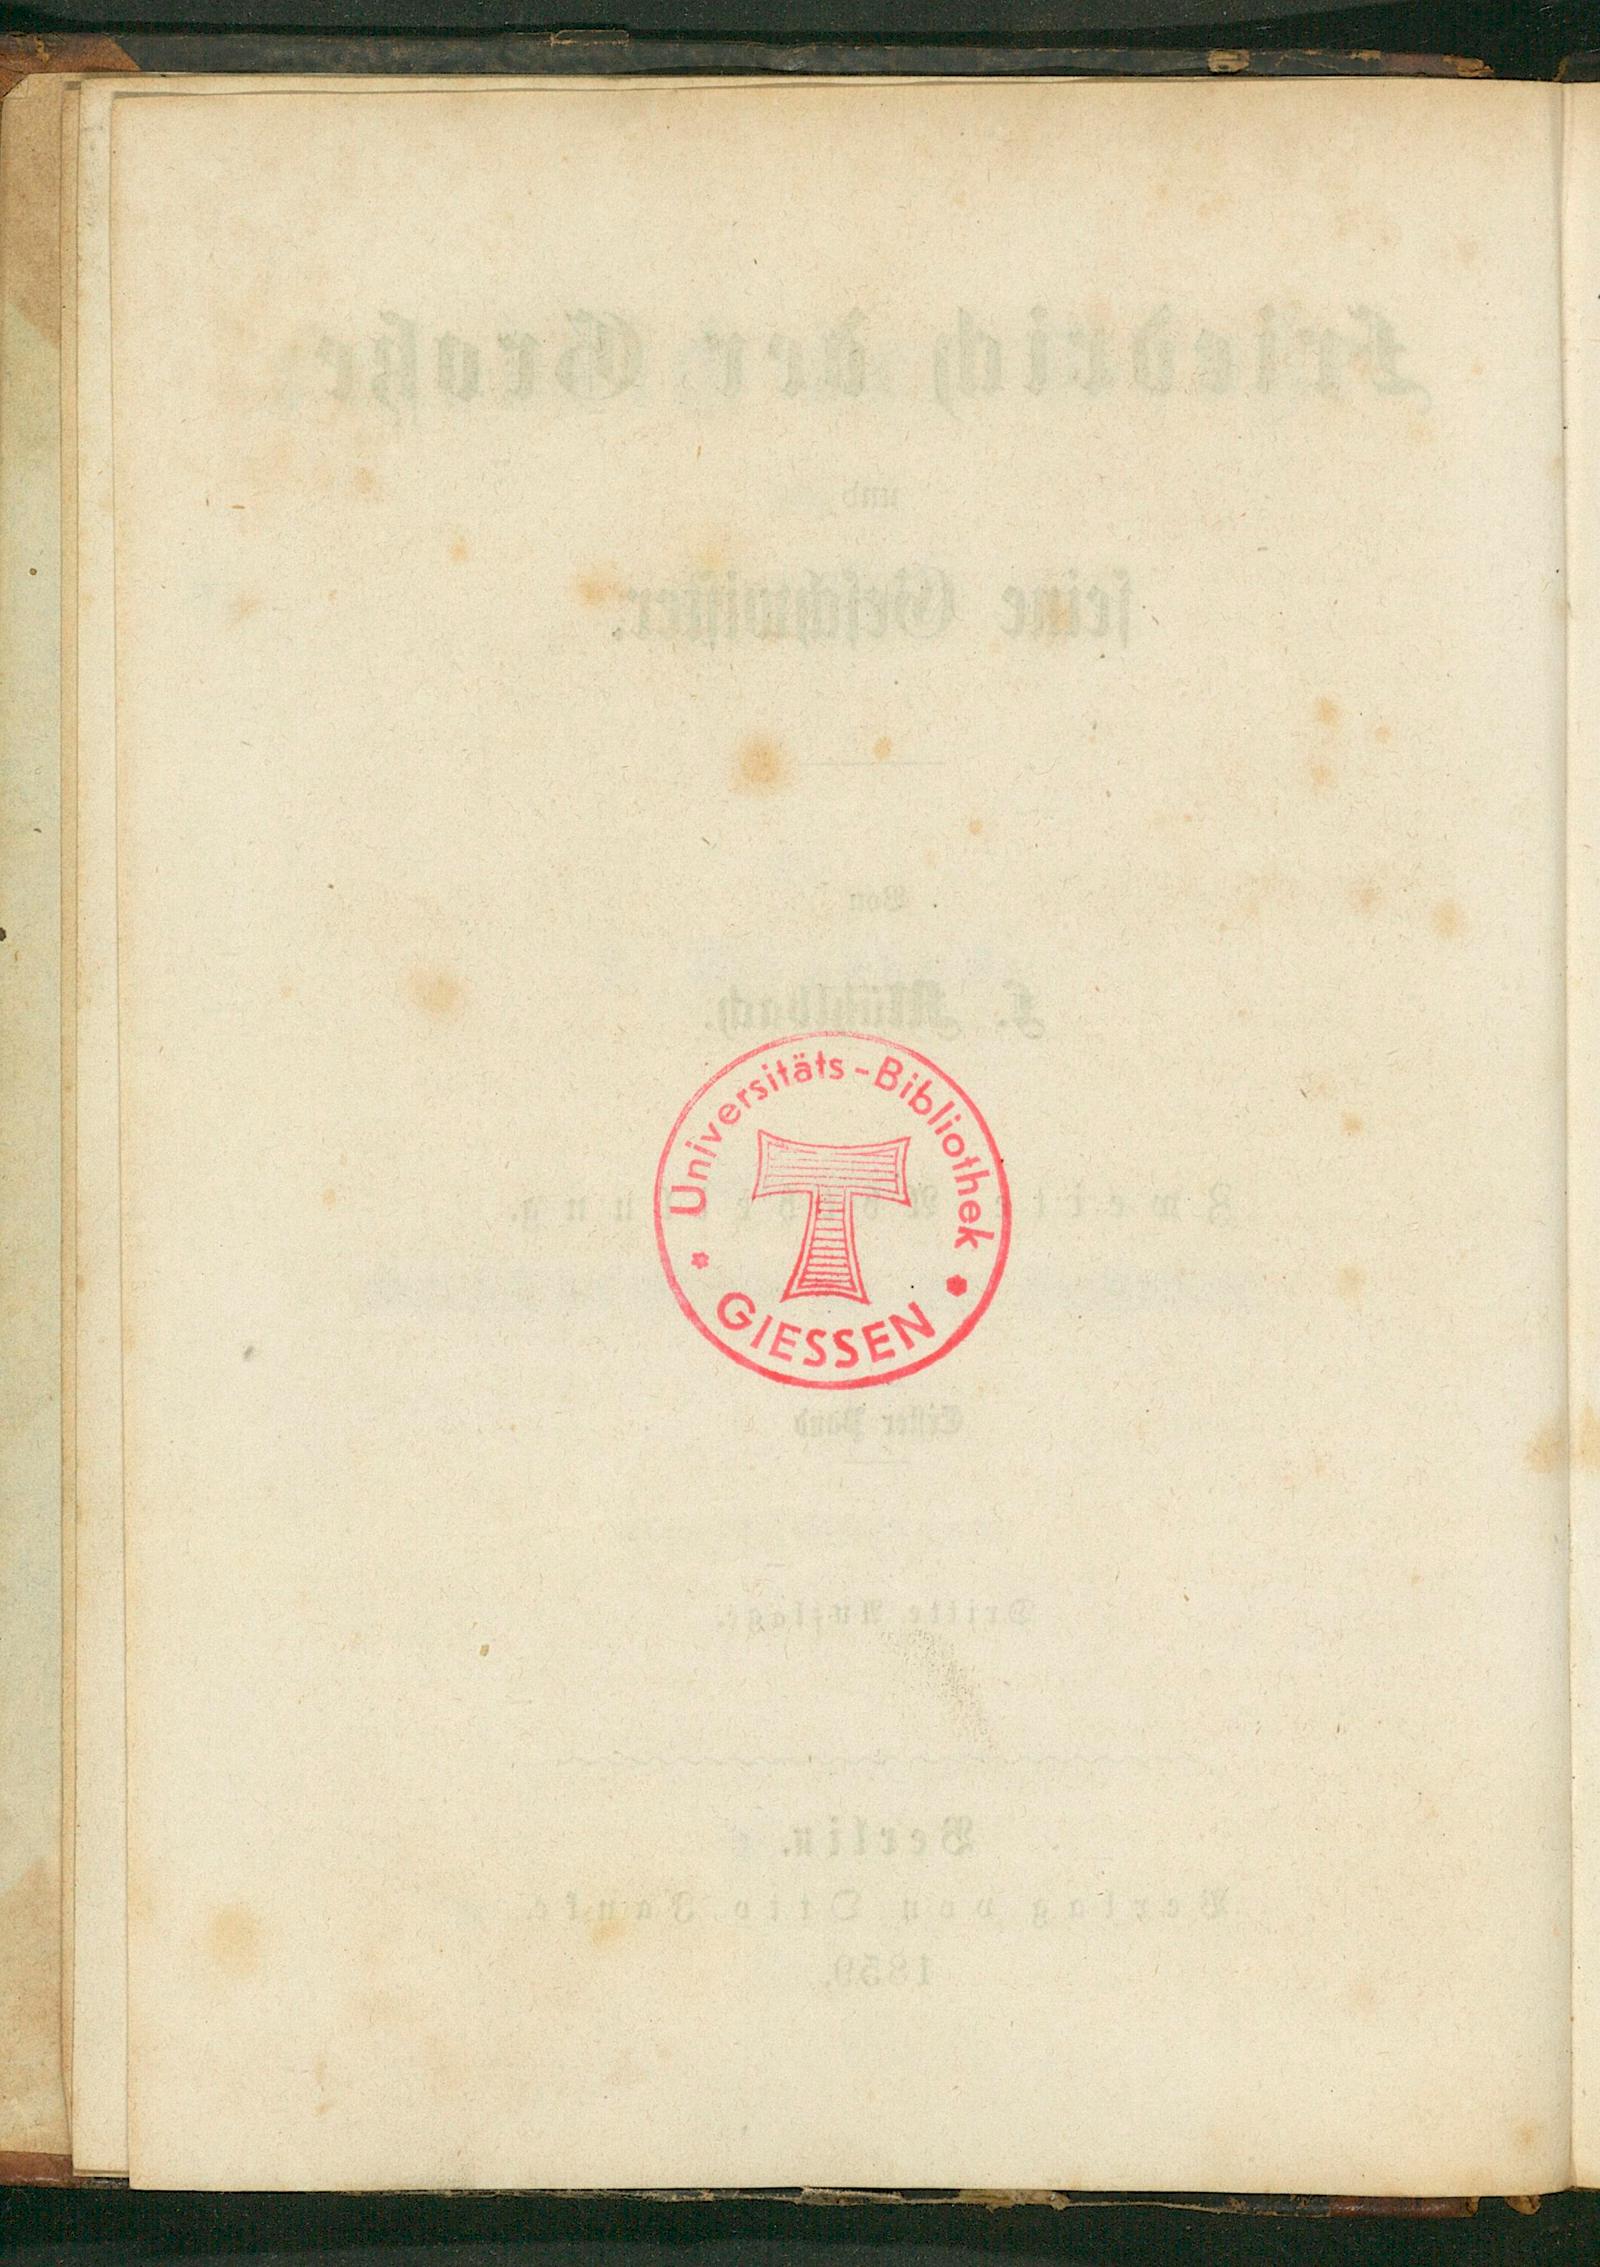 Friedrich der Große
und
seine Geschwister.
Von
L. Mühlbach.
Universitäts-Bibliothek
GIESSEN
Zweite Abtheilung.
Erster Band
Dritte Auflage.
Berlin.
Verlag von Otto Janke
1859.